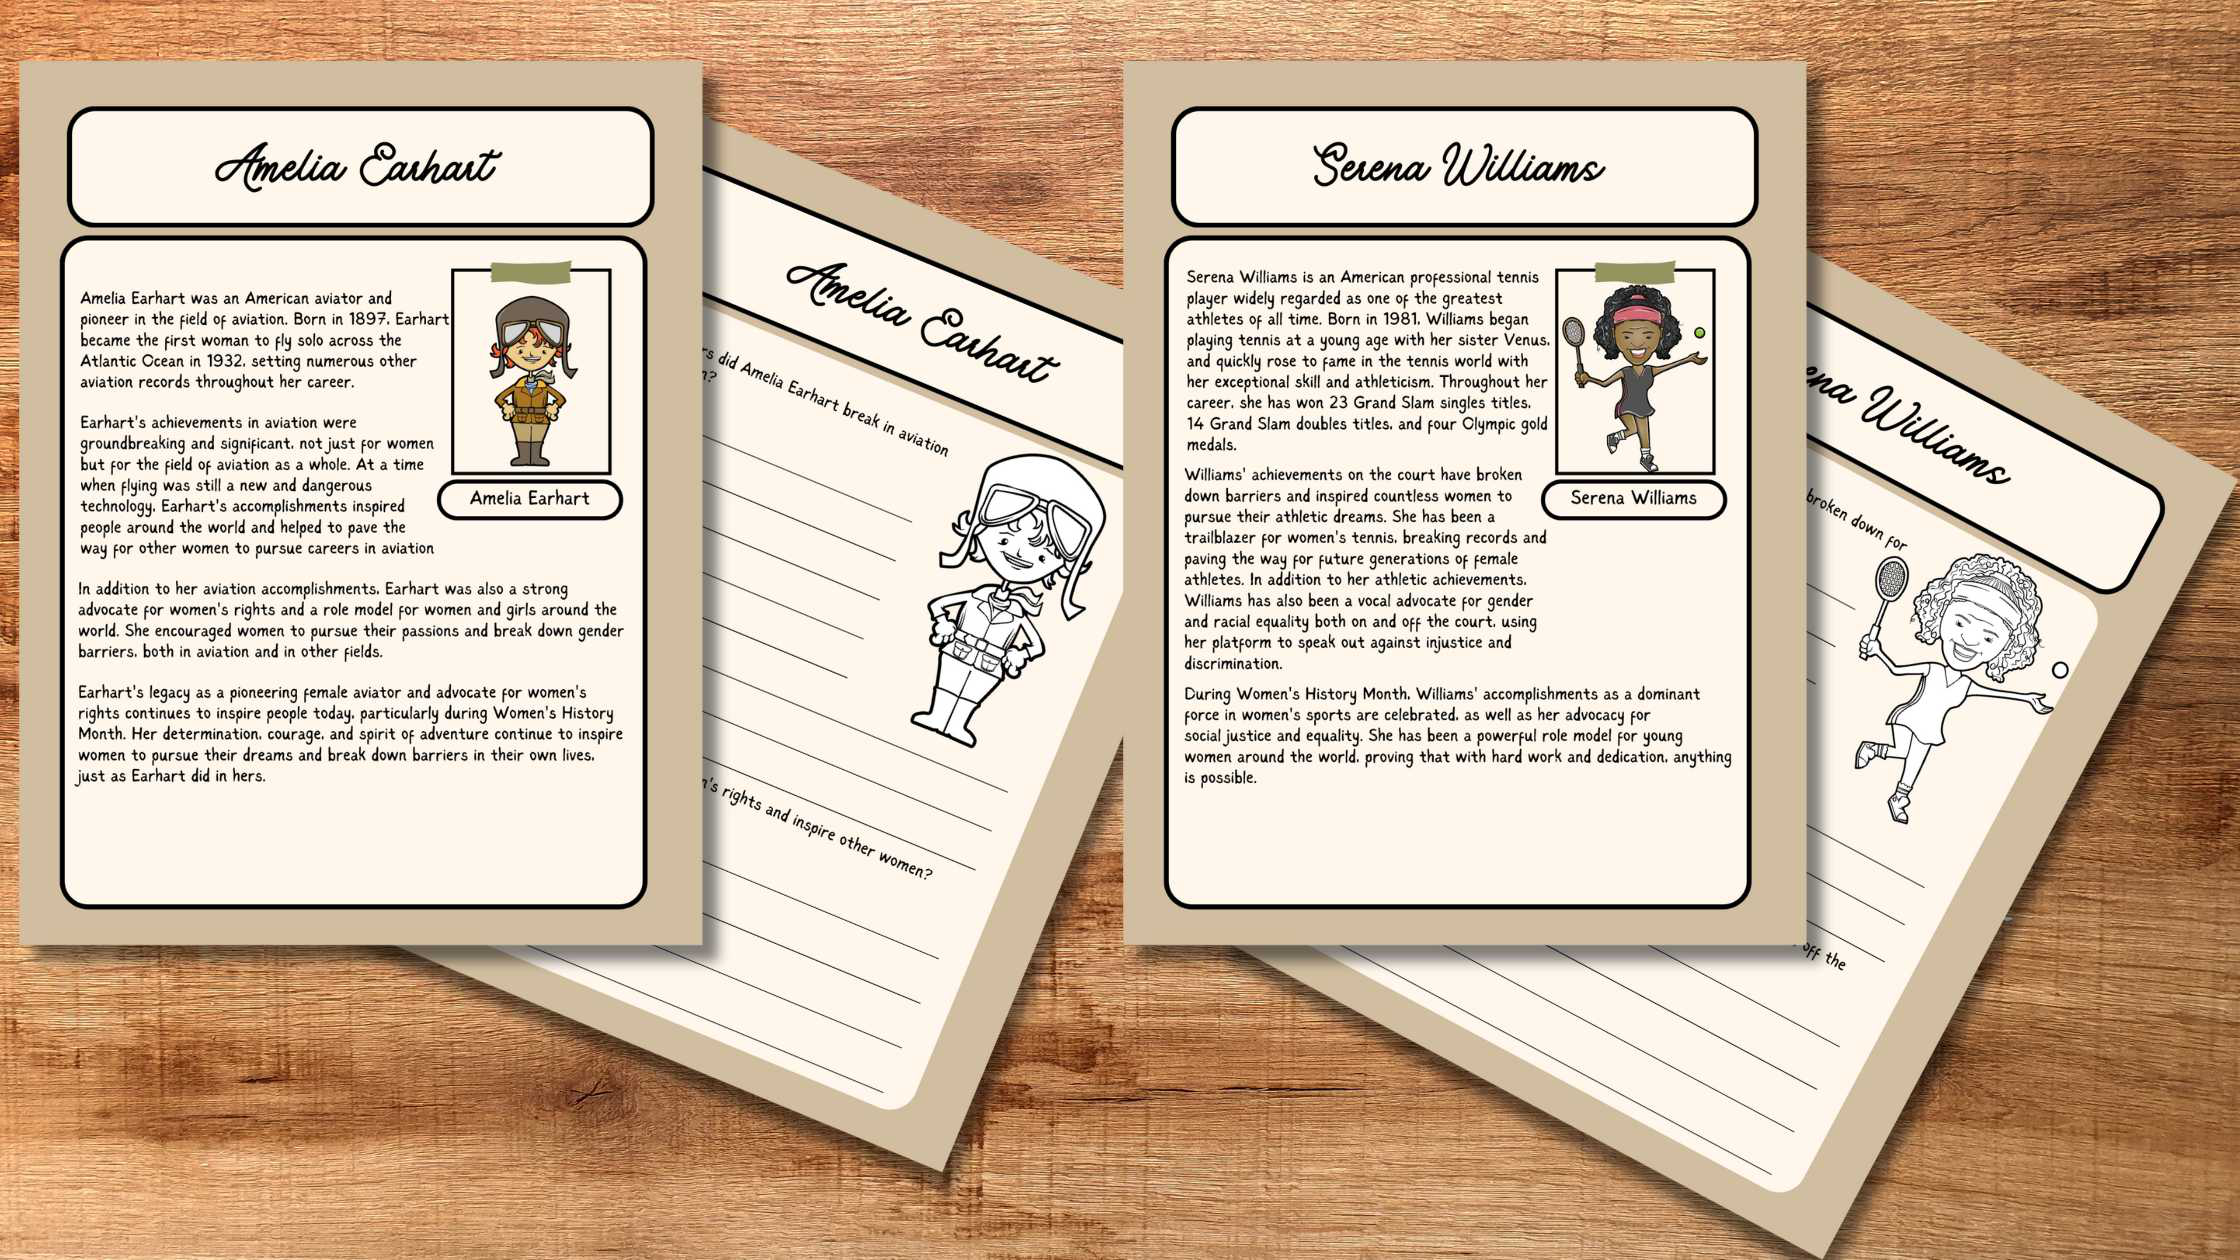 Amelia Earhart
Amelia Earhart was an American aviator and
pioneer in the field of aviation. Born in 1897, Earhart
became the first woman to fly solo across the
Atlantic Ocean in 1932, setting numerous other
aviation records throughout her career.
Earhart's achievements in aviation were
groundbreaking and significant, not just for women
but for the field of aviation as a whole. At a time
when flying was still a new and dangerous
technology, Earhart's accomplishments inspired
people around the world and helped to pave the
way for other women to pursue careers in aviation
Amelia Earhart
In addition to her aviation accomplishments, Earhart was also a strong
advocate for women's rights and a role model for women and girls around the
world. She encouraged women to pursue their passions and break down gender
barriers, both in aviation and in other fields.
Earhart's legacy as a pioneering female aviator and advocate for women's
rights continues to inspire people today, particularly during Women's History
Month. Her determination, courage, and spirit of adventure continue to inspire
women to pursue their dreams and break down barriers in their own lives,
just as Earhart did in hers.
Amelia Earhart
did Amelia Earhart break in aviation
rights and inspire other women?
Serena Williams
Serena Williams is an American professional tennis
player widely regarded as one of the greatest
athletes of all time. Born in 1981, Williams began
playing tennis at a young age with her sister Venus,
and quickly rose to fame in the tennis world with
her exceptional skill and athleticism. Throughout her
career, she has won 23 Grand Slam singles titles,
14 Grand Slam doubles titles, and four Olympic gold
medals.
Williams' achievements on the court have broken
down barriers and inspired countless women to
pursue their athletic dreams. She has been a
trailblazer for women's tennis, breaking records and
paving the way for future generations of female
athletes. In addition to her athletic achievements,
Williams has also been a vocal advocate for gender
and racial equality both on and off the court, using
her platform to speak out against injustice and
discrimination.
Serena Williams
During Women's History Month, Williams' accomplishments as a dominant
force in women's sports are celebrated, as well as her advocacy for
social justice and equality. She has been a powerful role model for young
women around the world, proving that with hard work and dedication, anything
is possible.
Williams
broken down for
off the